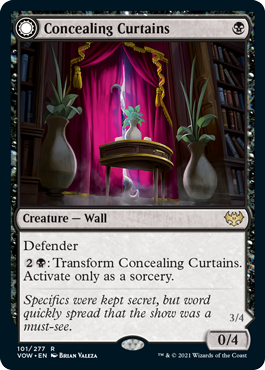 Concealing Curtains
Creature — Wall
Defender
2B: Transform Concealing Curtains.
Activate only as a sorcery.
Specifics were kept secret, but word
quickly spread that the show was a
must-see.
3/4
0/4
101/277 R
VOW • EN BRIAN VALEZA
™ & © 2021 Wizards of the Coast